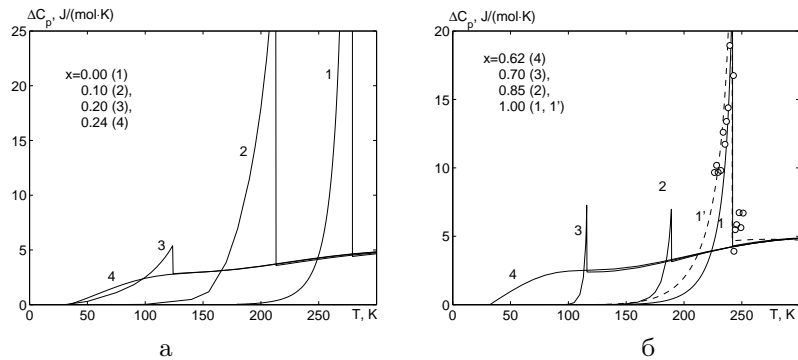 ΔCₚ, J/(mol·K)
25
20
15
10
5
0
x=0.00 (1)
0.10 (2),
0.20 (3),
0.24 (4)
1
2
3
4
0 50 100 150 200 250 T, K
а
ΔCₚ, J/(mol·K)
20
15
10
5
0
x=0.62 (4)
0.70 (3),
0.85 (2),
1.00 (1, 1')
2
3
1'
1
4
0 50 100 150 200 250 T, K
б